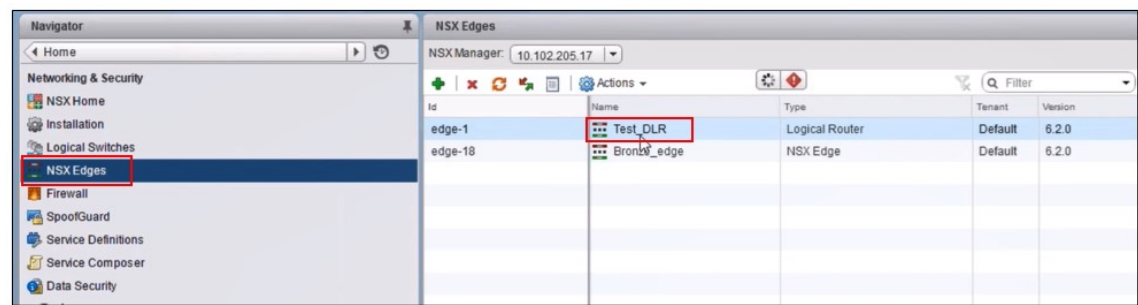 Navigator
Home
Networking & Security
NSX Home
Installation
Logical Switches
NSX Edges
Firewall
SpoofGuard
Service Definitions
Service Composer
Data Security
NSX Edges
NSX Manager: 10.102.205.17
Actions
Filter
Id Name Type Tenant Version
edge-1 Test_DLR Logical Router Default 6.2.0
edge-18 Bronze_edge NSX Edge Default 6.2.0